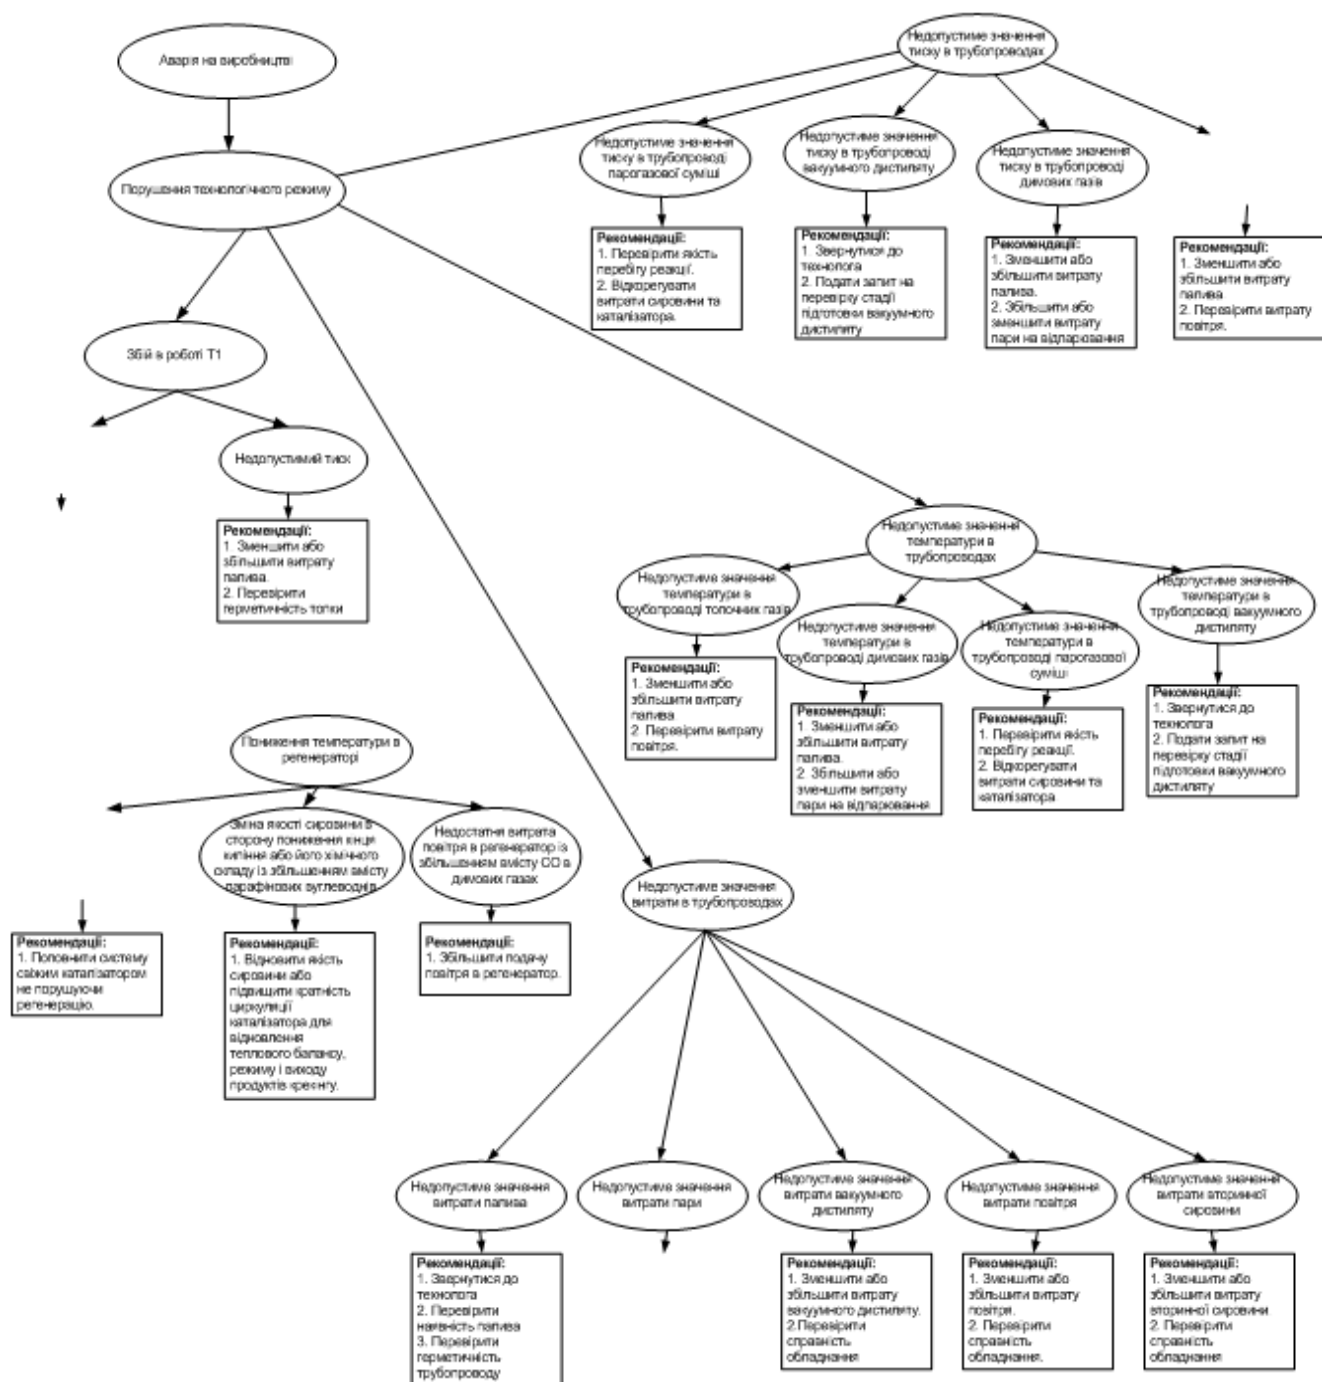 Аварія на виробництві
Недопустиме значення
тиску в трубопроводах
Порушення технологічного режиму
Недопустиме значення
тиску в трубопроводі
парогазової суміші
Недопустиме значення
тиску в трубопроводі
вакуумного дистиляту
Недопустиме значення
тиску в трубопроводі
димових газів
Рекомендації:
1. Перевірити якість
перебігу реакції.
2. Відкорегувати
витрати сировини та
каталізатора.
Рекомендації:
1. Звернутися до
технолога
2. Подати запит на
перевірку стадії
підготовки вакуумного
дистиляту
Рекомендації:
1. Зменшити або
збільшити витрату
палива.
2. Збільшити або
зменшити витрату
пари на відпарювання
Рекомендації:
1. Зменшити або
збільшити витрату
палива
2. Перевірити витрату
повітря.
Збій в роботі Т1
Недопустимий тиск
Рекомендації:
1. Зменшити або
збільшити витрату
палива.
2. Перевірити
герметичність топки
Недопустиме значення
температури в
трубопроводах
Недопустиме значення
температури в
трубопроводі топочних газів
Недопустиме значення
температури в
трубопроводі димових газів
Недопустиме значення
температури в
трубопроводі парогазової
суміші
Недопустиме значення
температури в
трубопроводі вакуумного
дистиляту
Рекомендації:
1. Зменшити або
збільшити витрату
палива
2. Перевірити витрату
повітря.
Рекомендації:
1. Зменшити або
збільшити витрату
палива.
2. Збільшити або
зменшити витрату
пари на відпарювання
Рекомендації:
1. Перевірити якість
перебігу реакції.
2. Відкорегувати
витрати сировини та
каталізатора
Рекомендації:
1. Звернутися до
технолога
2. Подати запит на
перевірку стадії
підготовки вакуумного
дистиляту
Пониження температури в
регенераторі
Зміна якості сировини в
сторону пониження кінця
кипіння або його хімічного
складу із збільшенням вмісту
парафінових вуглеводнів
Недостатня витрата
повітря в регенератор із
збільшенням вмісту СО в
димових газах
Рекомендації:
1. Поповнити систему
свіжим каталізатором
не порушуючи
регенерацію.
Рекомендації:
1. Відновити якість
сировини або
підвищити кратність
циркуляції
каталізатора для
відновлення
теплового балансу,
режиму і виходу
продуктів крекінгу.
Рекомендації:
1. Збільшити подачу
повітря в регенератор.
Недопустиме значення
витрати в трубопроводах
Недопустиме значення
витрати палива
Недопустиме значення
витрати пари
Недопустиме значення
витрати вакуумного
дистиляту
Недопустиме значення
витрати повітря
Недопустиме значення
витрати вторинної
сировини
Рекомендації:
1. Звернутися до
технолога
2. Перевірити
наявність палива
3. Перевірити
герметичність
трубопроводу
Рекомендації:
1. Зменшити або
збільшити витрату
вакуумного дистиляту.
2.Перевірити
справність
обладнання
Рекомендації:
1. Зменшити або
збільшити витрату
повітря.
2. Перевірити
справність
обладнання.
Рекомендації:
1. Зменшити або
збільшити витрату
вторинної сировини
2. Перевірити
справність
обладнання